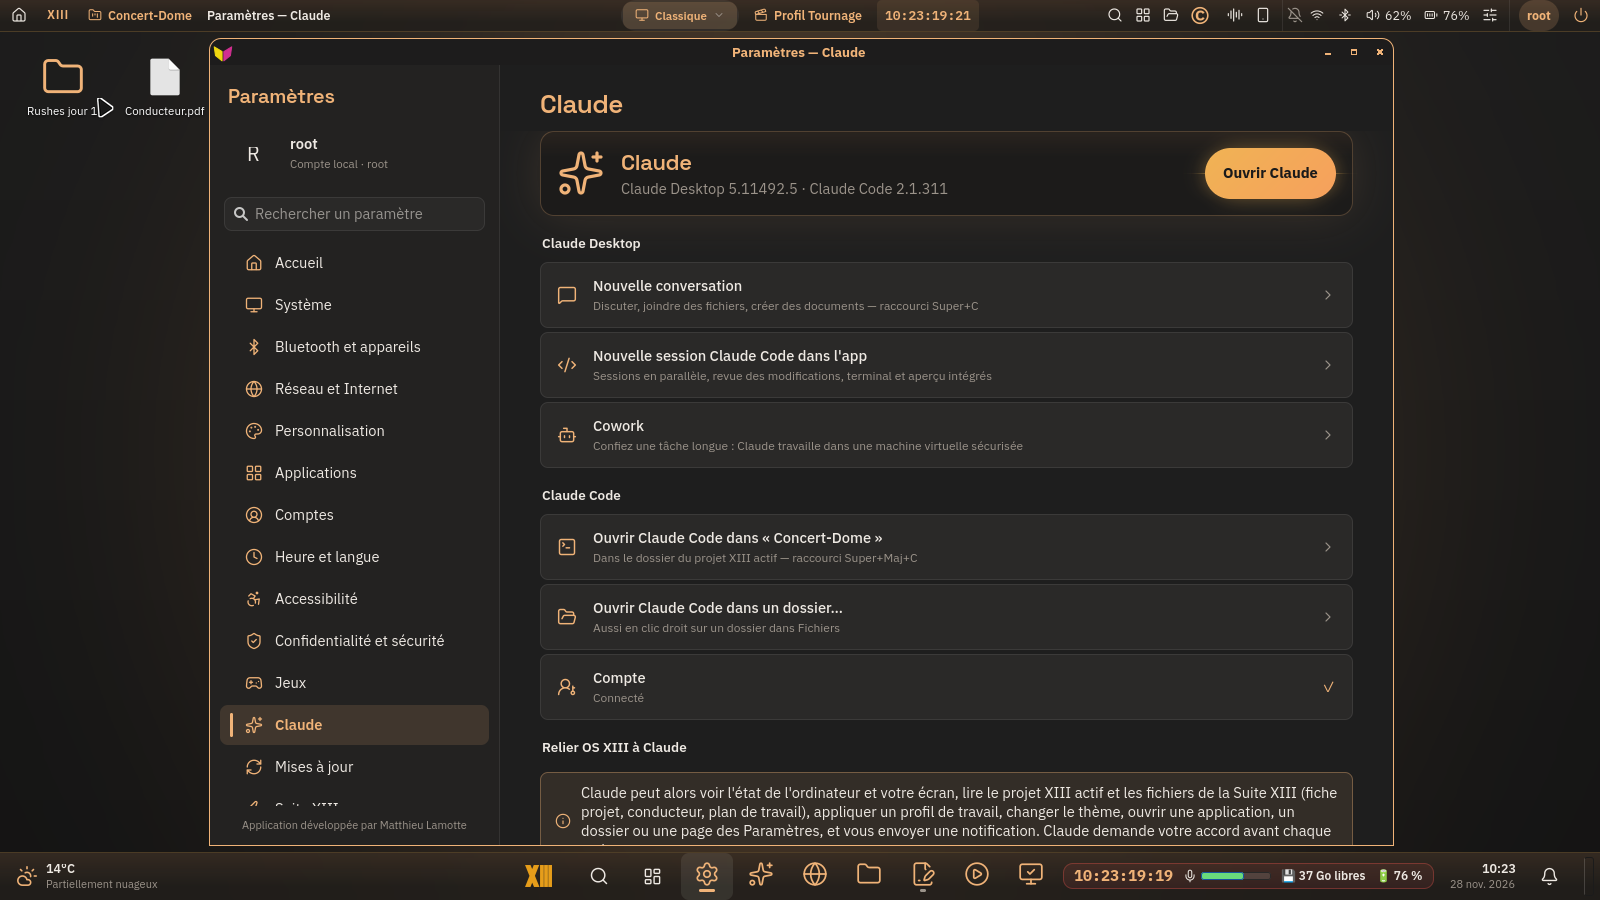 XIII Concert-Dome Paramètres — Claude Classique Profil Tournage 10:23:19:21 62% 76% root
Rushes jour 1
Conducteur.pdf
Paramètres — Claude
Paramètres
R
root
Compte local · root
Rechercher un paramètre
Accueil
Système
Bluetooth et appareils
Réseau et Internet
Personnalisation
Applications
Comptes
Heure et langue
Accessibilité
Confidentialité et sécurité
Jeux
Claude
Mises à jour
Application développée par Matthieu Lamotte
Claude
Claude
Claude Desktop 5.11492.5 · Claude Code 2.1.311
Ouvrir Claude
Claude Desktop
Nouvelle conversation
Discuter, joindre des fichiers, créer des documents — raccourci Super+C
Nouvelle session Claude Code dans l'app
Sessions en parallèle, revue des modifications, terminal et aperçu intégrés
Cowork
Confiez une tâche longue : Claude travaille dans une machine virtuelle sécurisée
Claude Code
Ouvrir Claude Code dans « Concert-Dome »
Dans le dossier du projet XIII actif — raccourci Super+Maj+C
Ouvrir Claude Code dans un dossier…
Aussi en clic droit sur un dossier dans Fichiers
Compte
Connecté
Relier OS XIII à Claude
Claude peut alors voir l'état de l'ordinateur et votre écran, lire le projet XIII actif et les fichiers de la Suite XIII (fiche
projet, conducteur, plan de travail), appliquer un profil de travail, changer le thème, ouvrir une application, un
dossier ou une page des Paramètres, et vous envoyer une notification. Claude demande votre accord avant chaque
14°C
Partiellement nuageux
XIII
10:23:19:19 37 Go libres 76 %
10:23
28 nov. 2026